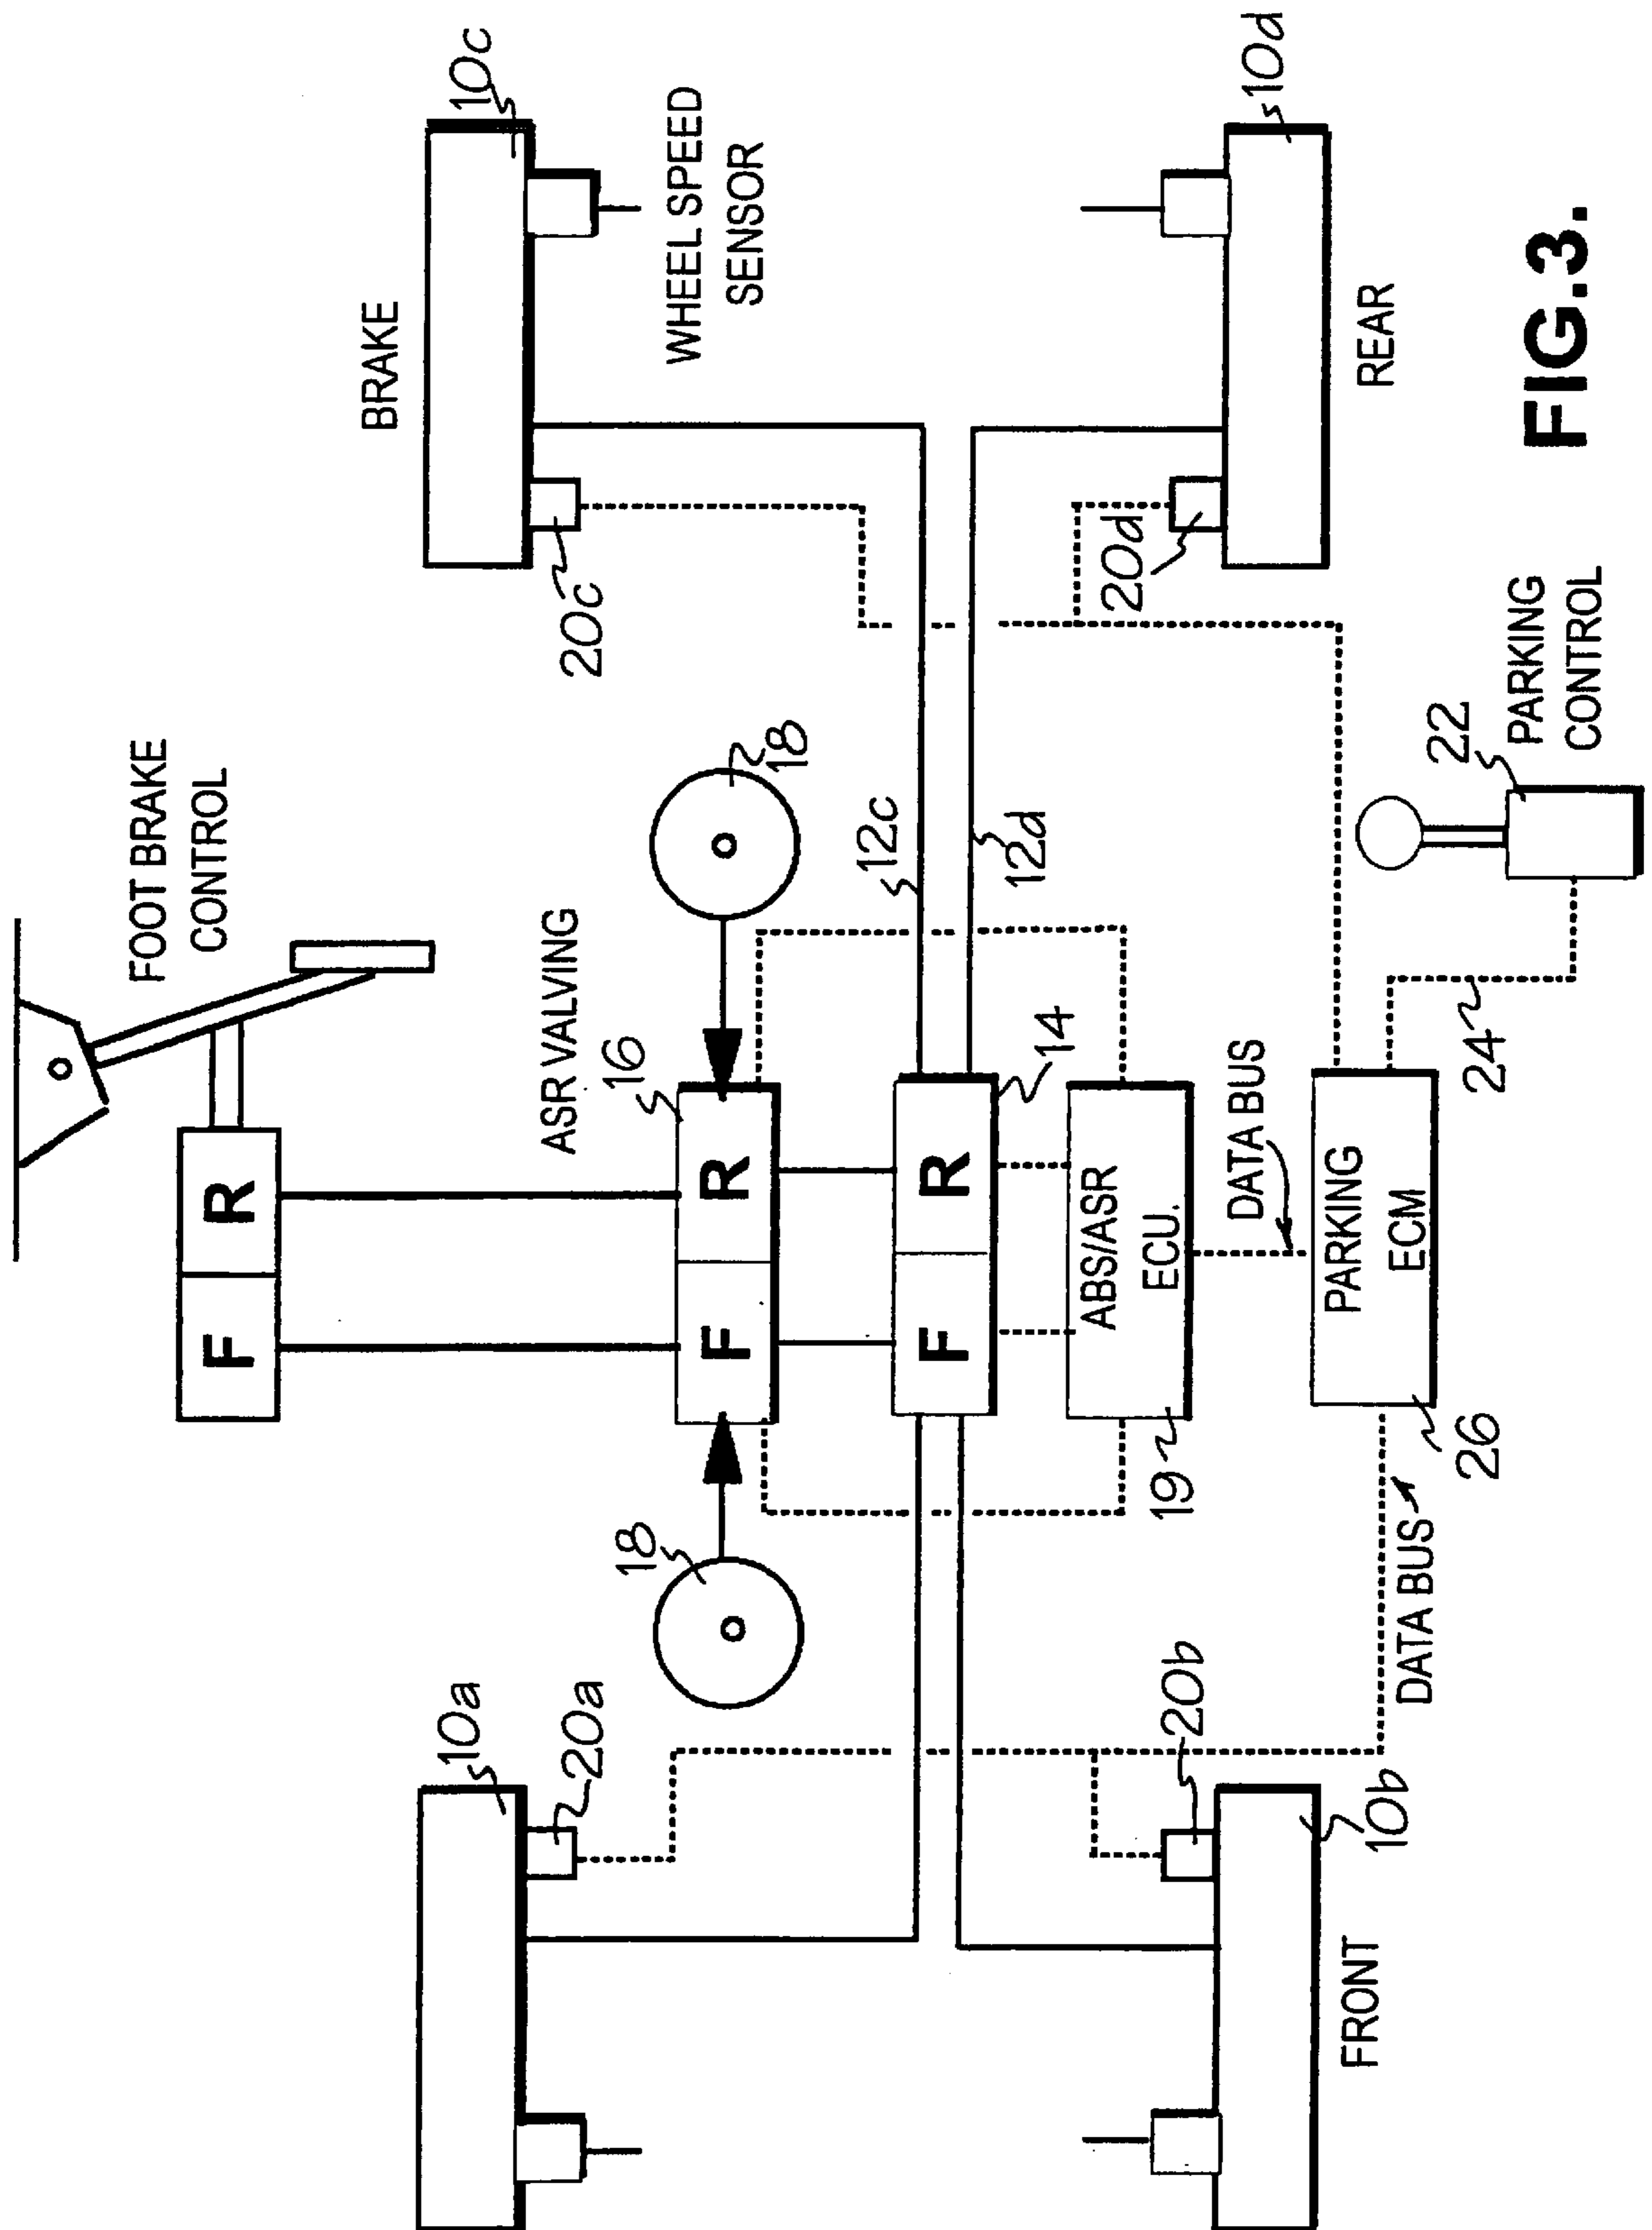 FOOT BRAKE
CONTROL
F
R
ASR VALVING
16
F
R
18
18
10a
20a
BRAKE
10c
20c
WHEEL SPEED
SENSOR
12c
12d
F
R
14
ABS/ASR
ECU.
19
DATA BUS
PARKING
ECM
26
DATA BUS
24
22
PARKING
CONTROL
20b
10b
FRONT
20d
10d
REAR
FIG.3.